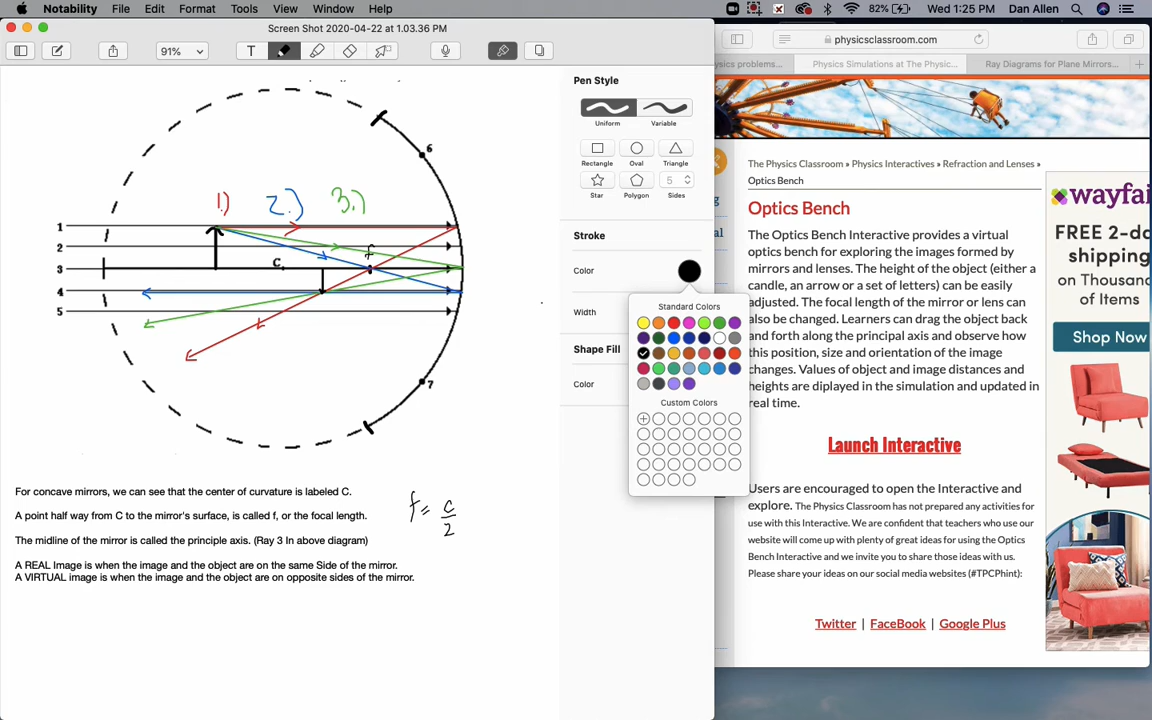 Notability File Edit Format Tools View Window Help
82% Wed 1:25 PM Dan Allen
Screen Shot 2020-04-22 at 1.03.36 PM
91%
T
Pen Style
Uniform Variable
Rectangle Oval Triangle
5
Star Polygon Sides
Stroke
Color
Width
Shape Fill
Color
Standard Colors
Custom Colors
6
1.) 2.) 3.)
1
2
f
3
C
4
5
7
For concave mirrors, we can see that the center of curvature is labeled C.
A point half way from C to the mirror's surface, is called f, or the focal length.
The midline of the mirror is called the principle axis. (Ray 3 In above diagram)
A REAL Image is when the image and the object are on the same Side of the mirror.
A VIRTUAL image is when the image and the object are on opposite sides of the mirror.
f = C
2
physicsclassroom.com
ysics problems...
Physics Simulations at The Physic...
Ray Diagrams for Plane Mirrors...
The Physics Classroom » Physics Interactives » Refraction and Lenses »
Optics Bench
Optics Bench
The Optics Bench Interactive provides a virtual
optics bench for exploring the images formed by
mirrors and lenses. The height of the object (either a
candle, an arrow or a set of letters) can be easily
adjusted. The focal length of the mirror or lens can
also be changed. Learners can drag the object back
and forth along the principal axis and observe how
this position, size and orientation of the image
changes. Values of object and image distances and
heights are diplayed in the simulation and updated in
real time.
Launch Interactive
Users are encouraged to open the Interactive and
explore. The Physics Classroom has not prepared any activities for
use with this Interactive. We are confident that teachers who use our
website will come up with plenty of great ideas for using the Optics
Bench Interactive and we invite you to share those ideas with us.
Please share your ideas on our social media websites (#TPCPhint):
Twitter | FaceBook | Google Plus
wayfai
FREE 2-da
shipping
on Thousands
of Items
Shop Now